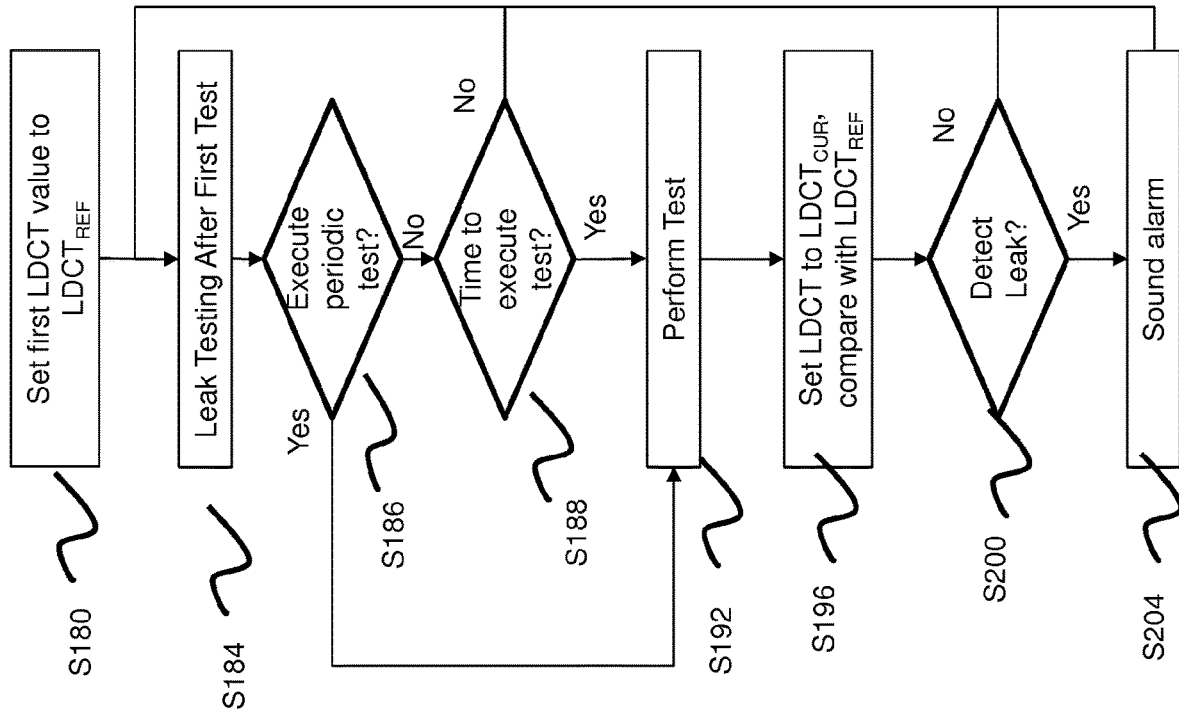 Set first LDCT value to
LDCT_REF
S180
Leak Testing After First Test
S184
Execute
periodic
test?
Yes
No
S186
Time to
execute
test?
No
Yes
S188
Perform Test
S192
Set LDCT to LDCT_CUR,
compare with LDCT_REF
S196
Detect
Leak?
No
Yes
S200
Sound alarm
S204